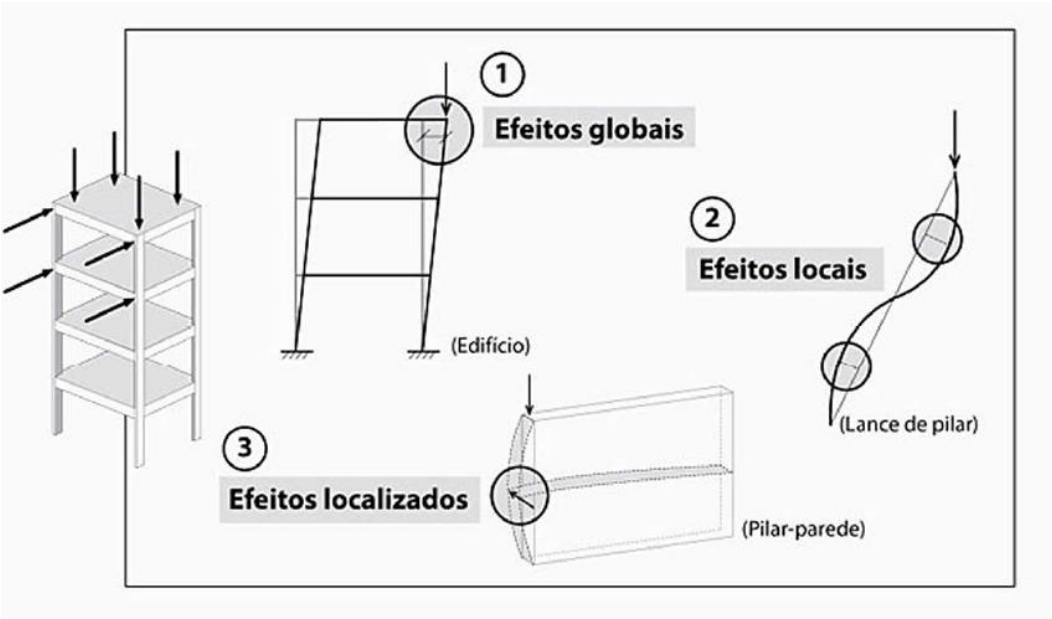 1
Efeitos globais
(Edifício)
2
Efeitos locais
(Lance de pilar)
3
Efeitos localizados
(Pilar-parede)